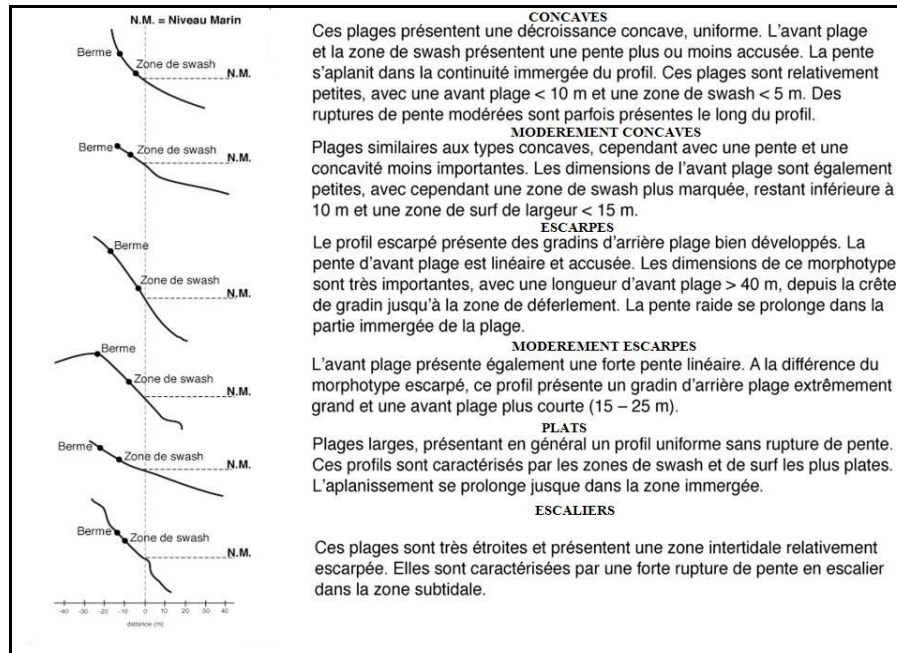 N.M. = Niveau Marin
Berme
Zone de swash
N.M.
CONCAVES
Ces plages présentent une décroissance concave, uniforme. L'avant plage
et la zone de swash présentent une pente plus ou moins accusée. La pente
s'aplanit dans la continuité immergée du profil. Ces plages sont relativement
petites, avec une avant plage < 10 m et une zone de swash < 5 m. Des
ruptures de pente modérées sont parfois présentes le long du profil.
Berme
Zone de swash
N.M.
MODEREMENT CONCAVES
Plages similaires aux types concaves, cependant avec une pente et une
concavité moins importantes. Les dimensions de l'avant plage sont également
petites, avec cependant une zone de swash plus marquée, restant inférieure à
10 m et une zone de surf de largeur < 15 m.
Berme
Zone de swash
N.M.
ESCARPES
Le profil escarpé présente des gradins d'arrière plage bien développés. La
pente d'avant plage est linéaire et accusée. Les dimensions de ce morphotype
sont très importantes, avec une longueur d'avant plage > 40 m, depuis la crête
de gradin jusqu'à la zone de déferlement. La pente raide se prolonge dans la
partie immergée de la plage.
Berme
Zone de swash
N.M.
MODEREMENT ESCARPES
L'avant plage présente également une forte pente linéaire. A la différence du
morphotype escarpé, ce profil présente un gradin d'arrière plage extrêmement
grand et une avant plage plus courte (15 – 25 m).
Berme
Zone de swash
N.M.
PLATS
Plages larges, présentant en général un profil uniforme sans rupture de pente.
Ces profils sont caractérisés par les zones de swash et de surf les plus plates.
L'aplanissement se prolonge jusque dans la zone immergée.
Berme
Zone de swash
N.M.
ESCALIERS
Ces plages sont très étroites et présentent une zone intertidale relativement
escarpée. Elles sont caractérisées par une forte rupture de pente en escalier
dans la zone subtidale.
-40 -30 -20 -10 0 10 20 30 40
distance (m)